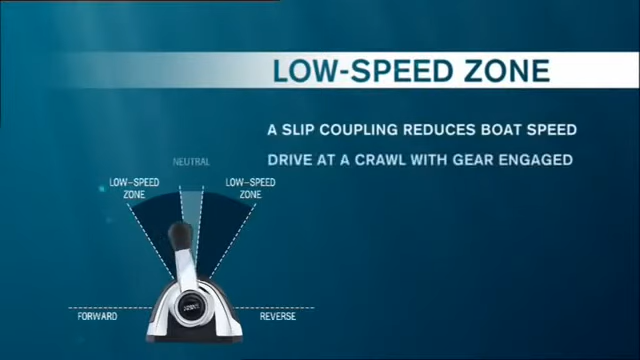 LOW-SPEED ZONE
A SLIP COUPLING REDUCES BOAT SPEED
DRIVE AT A CRAWL WITH GEAR ENGAGED
NEUTRAL
LOW-SPEED
ZONE
LOW-SPEED
ZONE
FORWARD
REVERSE